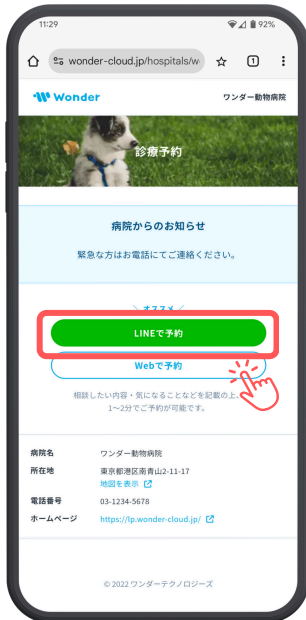 11:29
92%
wonder-cloud.jp/hospitals/w
1
Wonder
ワンダー動物病院
診療予約
病院からのお知らせ
緊急な方はお電話にてご連絡ください。
オススメ
LINEで予約
Webで予約
相談したい内容・気になることなどを記載の上、
1〜2分でご予約が可能です。
病院名 ワンダー動物病院
所在地 東京都港区南青山2-11-17
地図を表示
電話番号 03-1234-5678
ホームページ https://lp.wonder-cloud.jp/
© 2022 ワンダーテクノロジーズ